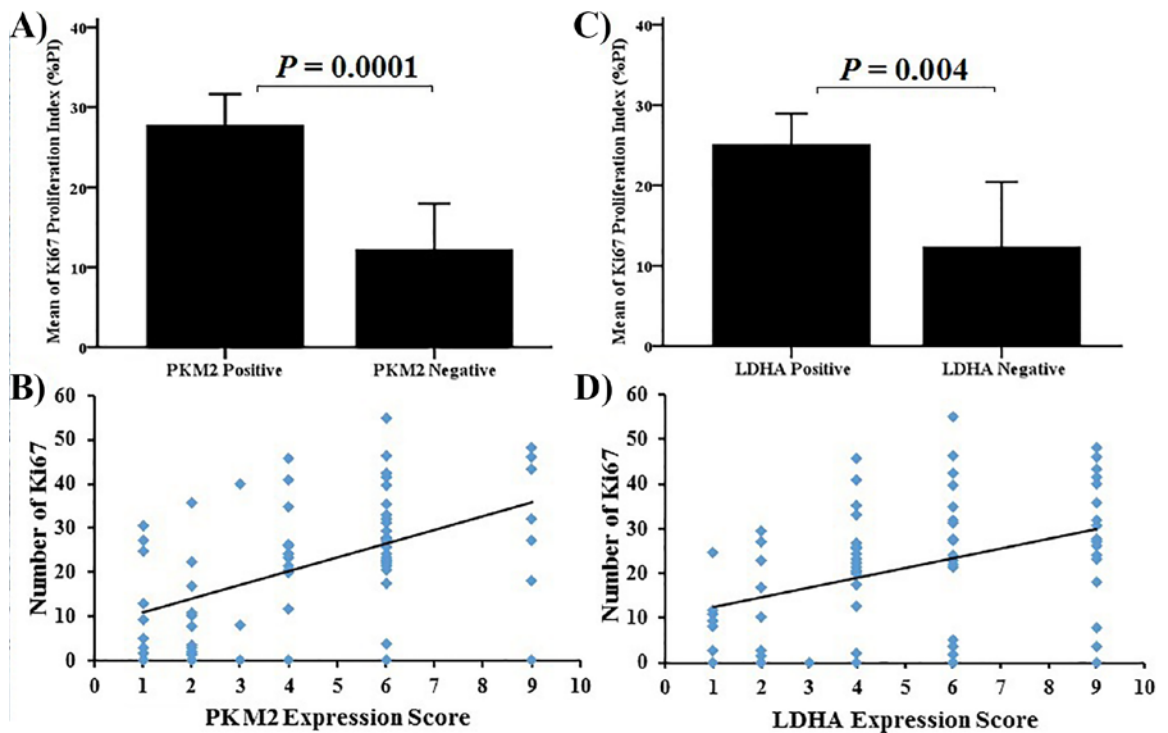 A)
Mean of Ki67 Proliferation Index (%PI)
40
30
20
10
0
P = 0.0001
PKM2 Positive
PKM2 Negative
C)
Mean of Ki67 Proliferation Index (%PI)
40
30
20
10
0
P = 0.004
LDHA Positive
LDHA Negative
B)
Number of Ki67
60
50
40
30
20
10
0
0 1 2 3 4 5 6 7 8 9 10
PKM2 Expression Score
D)
Number of Ki67
60
50
40
30
20
10
0
0 1 2 3 4 5 6 7 8 9 10
LDHA Expression Score